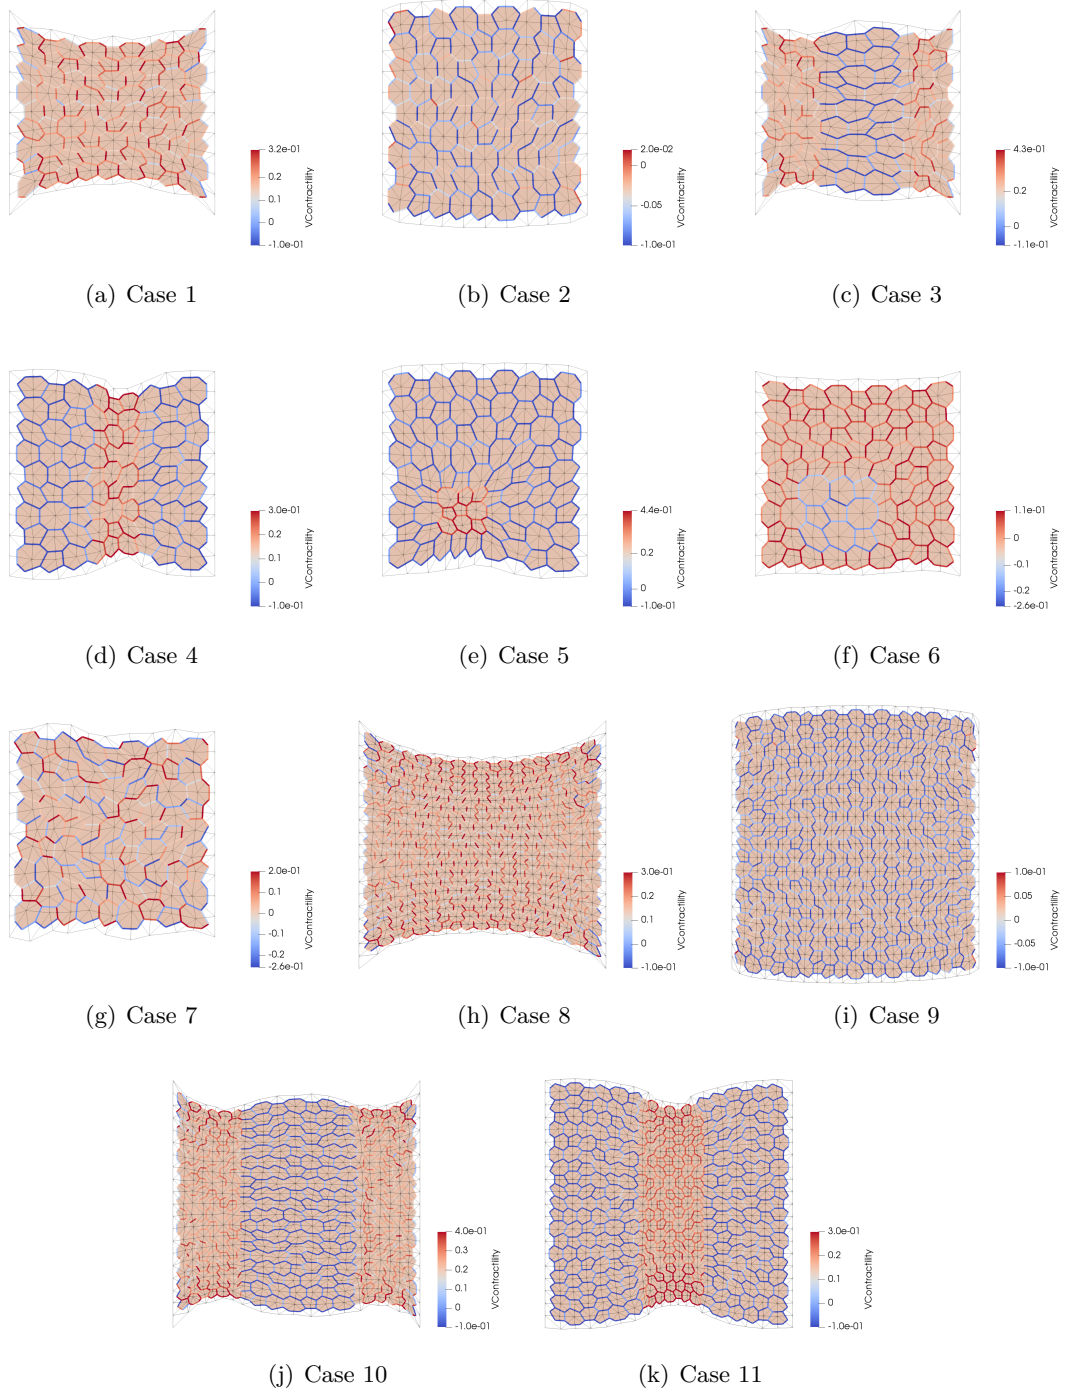 3.2e-01
0.2
0.1
0
-1.0e-01
VContractility
2.0e-02
0
-0.05
-1.0e-01
VContractility
4.3e-01
0.2
0
-1.1e-01
VContractility
(a) Case 1
(b) Case 2
(c) Case 3
3.0e-01
0.2
0.1
0
-1.0e-01
VContractility
4.4e-01
0.2
0
-1.0e-01
VContractility
1.1e-01
0
-0.1
-0.2
-2.6e-01
VContractility
(d) Case 4
(e) Case 5
(f) Case 6
2.0e-01
0.1
0
-0.1
-0.2
-2.6e-01
VContractility
3.0e-01
0.2
0.1
0
-1.0e-01
VContractility
1.0e-01
0.05
0
-0.05
-1.0e-01
VContractility
(g) Case 7
(h) Case 8
(i) Case 9
4.0e-01
0.3
0.2
0.1
0
-1.0e-01
VContractility
3.0e-01
0.2
0.1
0
-1.0e-01
VContractility
(j) Case 10
(k) Case 11